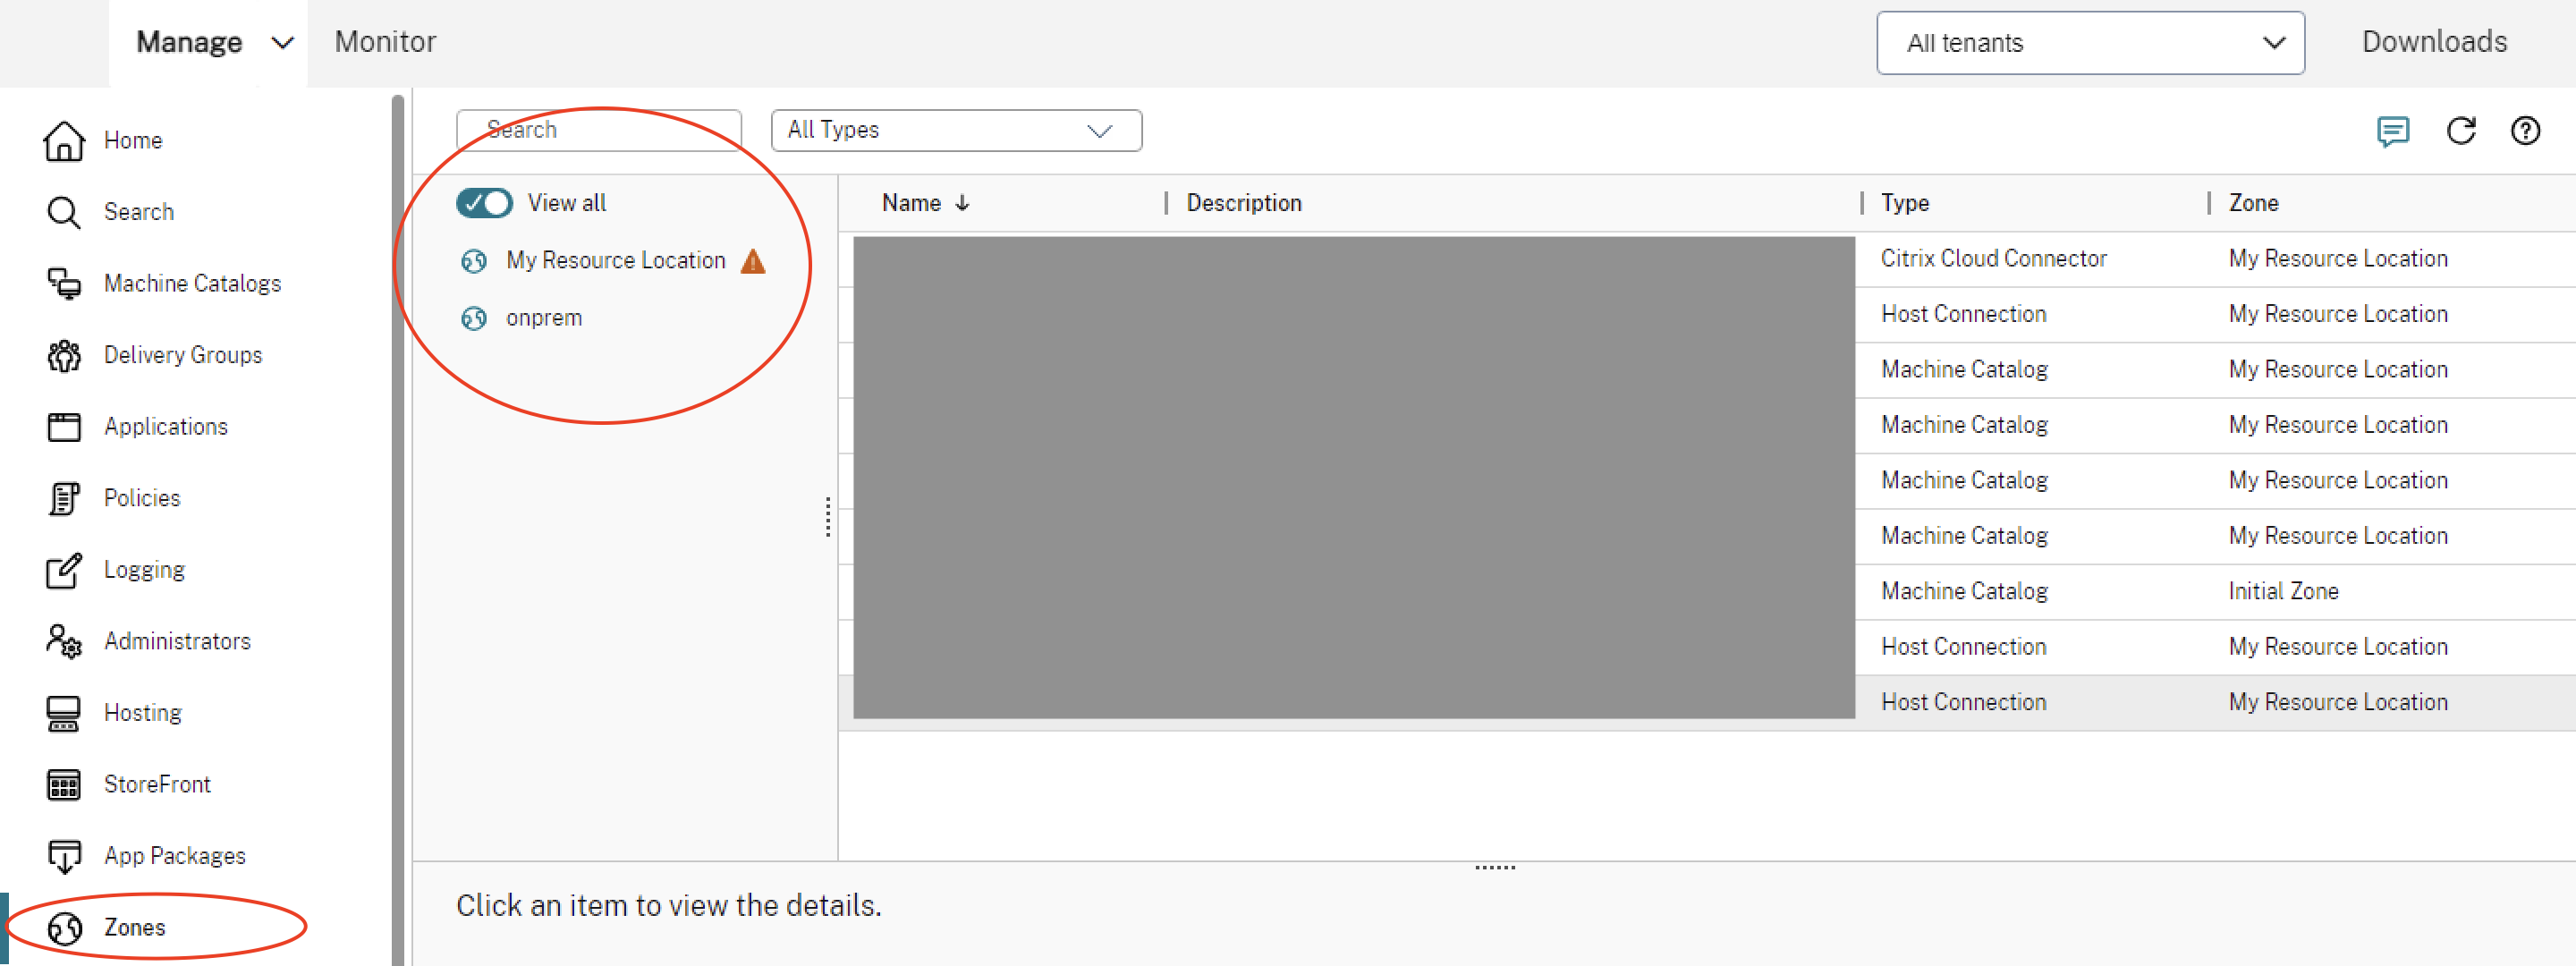 Manage
Monitor
All tenants
Downloads
Home
Search
Machine Catalogs
Delivery Groups
Applications
Policies
Logging
Administrators
Hosting
StoreFront
App Packages
Zones
Search
All Types
View all
My Resource Location
onprem
Name Description Type Zone
Citrix Cloud Connector My Resource Location
Host Connection My Resource Location
Machine Catalog My Resource Location
Machine Catalog My Resource Location
Machine Catalog My Resource Location
Machine Catalog My Resource Location
Machine Catalog Initial Zone
Host Connection My Resource Location
Host Connection My Resource Location
Click an item to view the details.